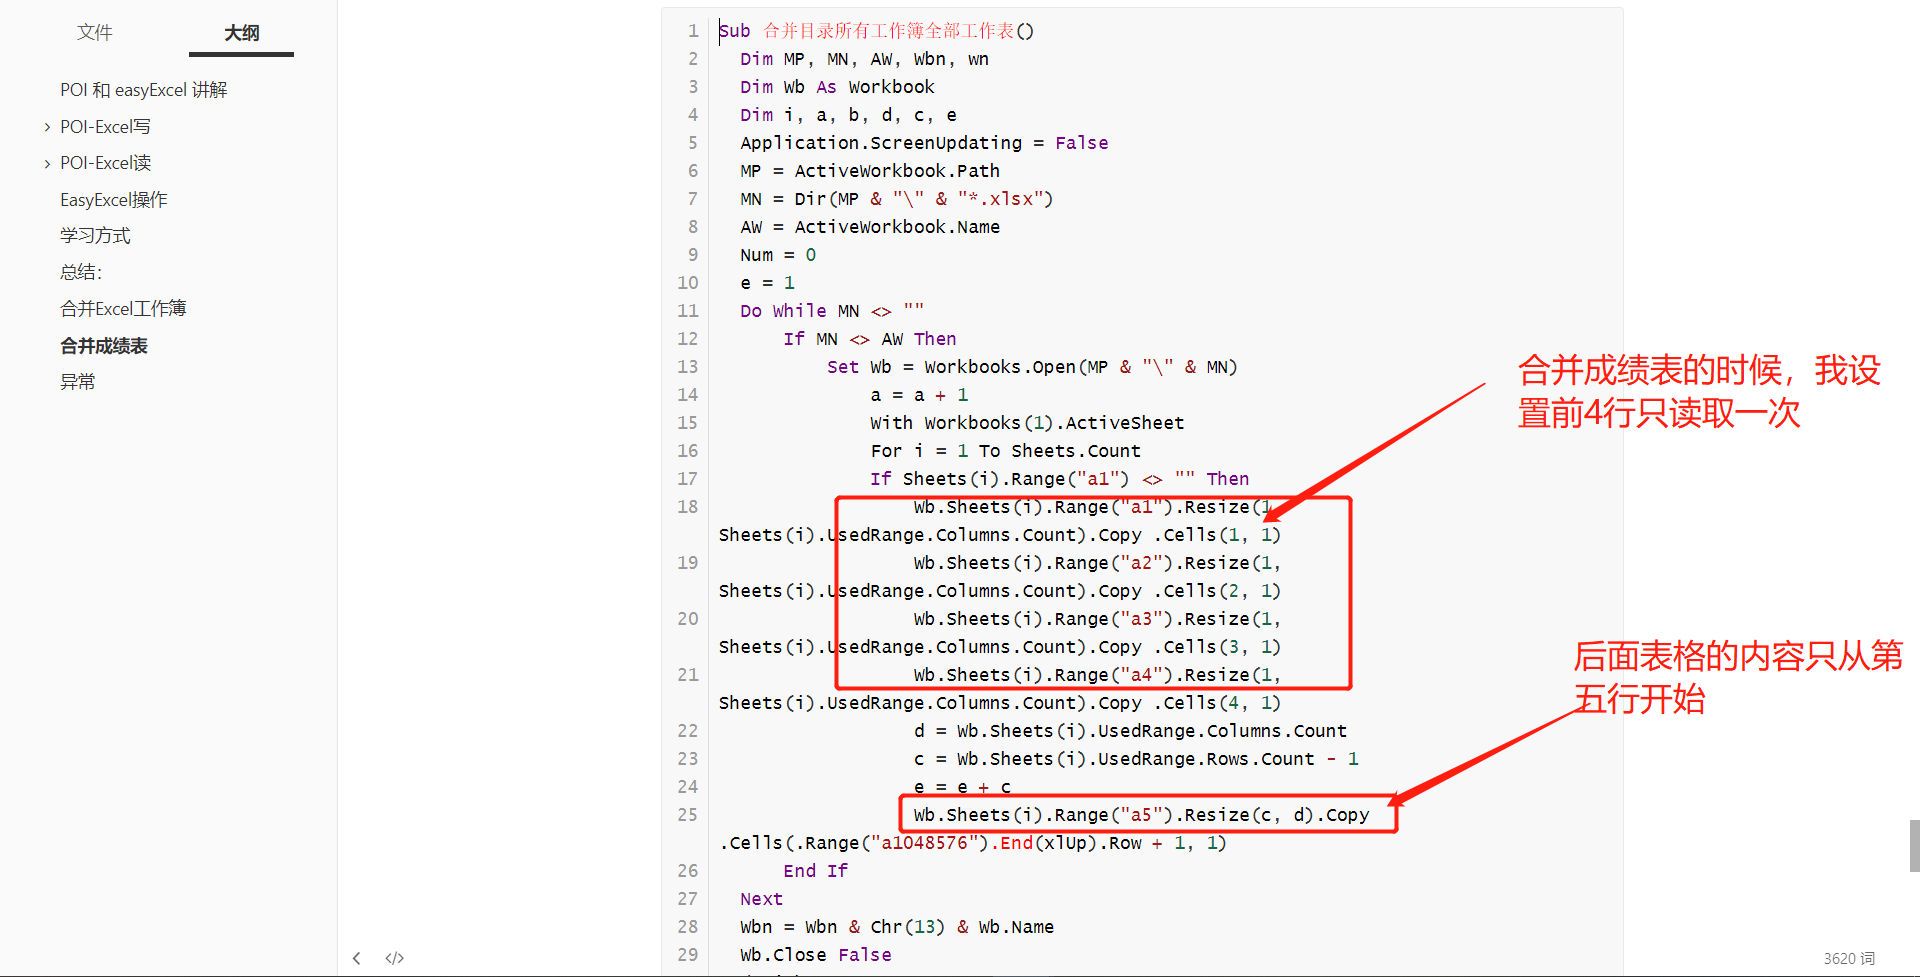 文件
大纲
POI 和 easyExcel 讲解
POI-Excel写
POI-Excel读
EasyExcel操作
学习方式
总结：
合并Excel工作簿
合并成绩表
异常
1 Sub 合并目录所有工作簿全部工作表()
2 Dim MP, MN, AW, Wbn, wn
3 Dim Wb As Workbook
4 Dim i, a, b, d, c, e
5 Application.ScreenUpdating = False
6 MP = ActiveWorkbook.Path
7 MN = Dir(MP & "\" & "*.xlsx")
8 AW = ActiveWorkbook.Name
9 Num = 0
10 e = 1
11 Do While MN <> ""
12 If MN <> AW Then
13 Set Wb = Workbooks.Open(MP & "\" & MN)
14 a = a + 1
15 With Workbooks(1).ActiveSheet
16 For i = 1 To Sheets.Count
17 If Sheets(i).Range("a1") <> "" Then
18 Wb.Sheets(i).Range("a1").Resize(1,
Sheets(i).UsedRange.Columns.Count).Copy .Cells(1, 1)
19 Wb.Sheets(i).Range("a2").Resize(1,
Sheets(i).UsedRange.Columns.Count).Copy .Cells(2, 1)
20 Wb.Sheets(i).Range("a3").Resize(1,
Sheets(i).UsedRange.Columns.Count).Copy .Cells(3, 1)
21 Wb.Sheets(i).Range("a4").Resize(1,
Sheets(i).UsedRange.Columns.Count).Copy .Cells(4, 1)
22 d = Wb.Sheets(i).UsedRange.Columns.Count
23 c = Wb.Sheets(i).UsedRange.Rows.Count - 1
24 e = e + c
25 Wb.Sheets(i).Range("a5").Resize(c, d).Copy
.Cells(.Range("a1048576").End(xlUp).Row + 1, 1)
26 End If
27 Next
28 Wbn = Wbn & Chr(13) & Wb.Name
29 Wb.Close False
合并成绩表的时候，我设
置前4行只读取一次
后面表格的内容只从第
五行开始
</>
3620 词